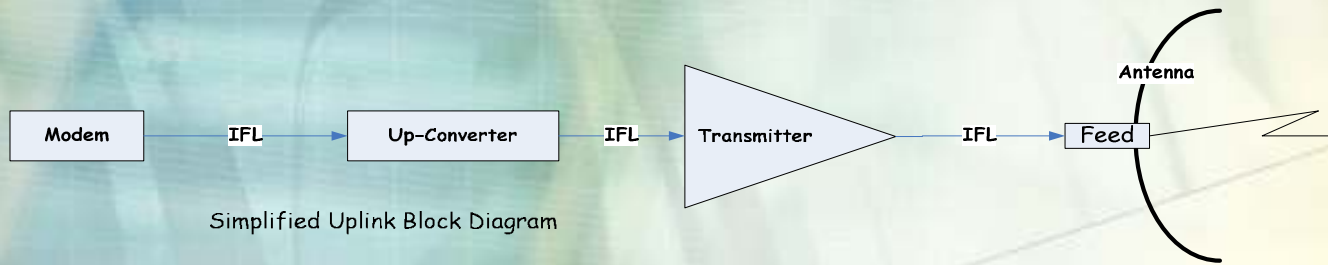 Antenna
Modem
IFL
Up-Converter
IFL
Transmitter
IFL
Feed
Simplified Uplink Block Diagram